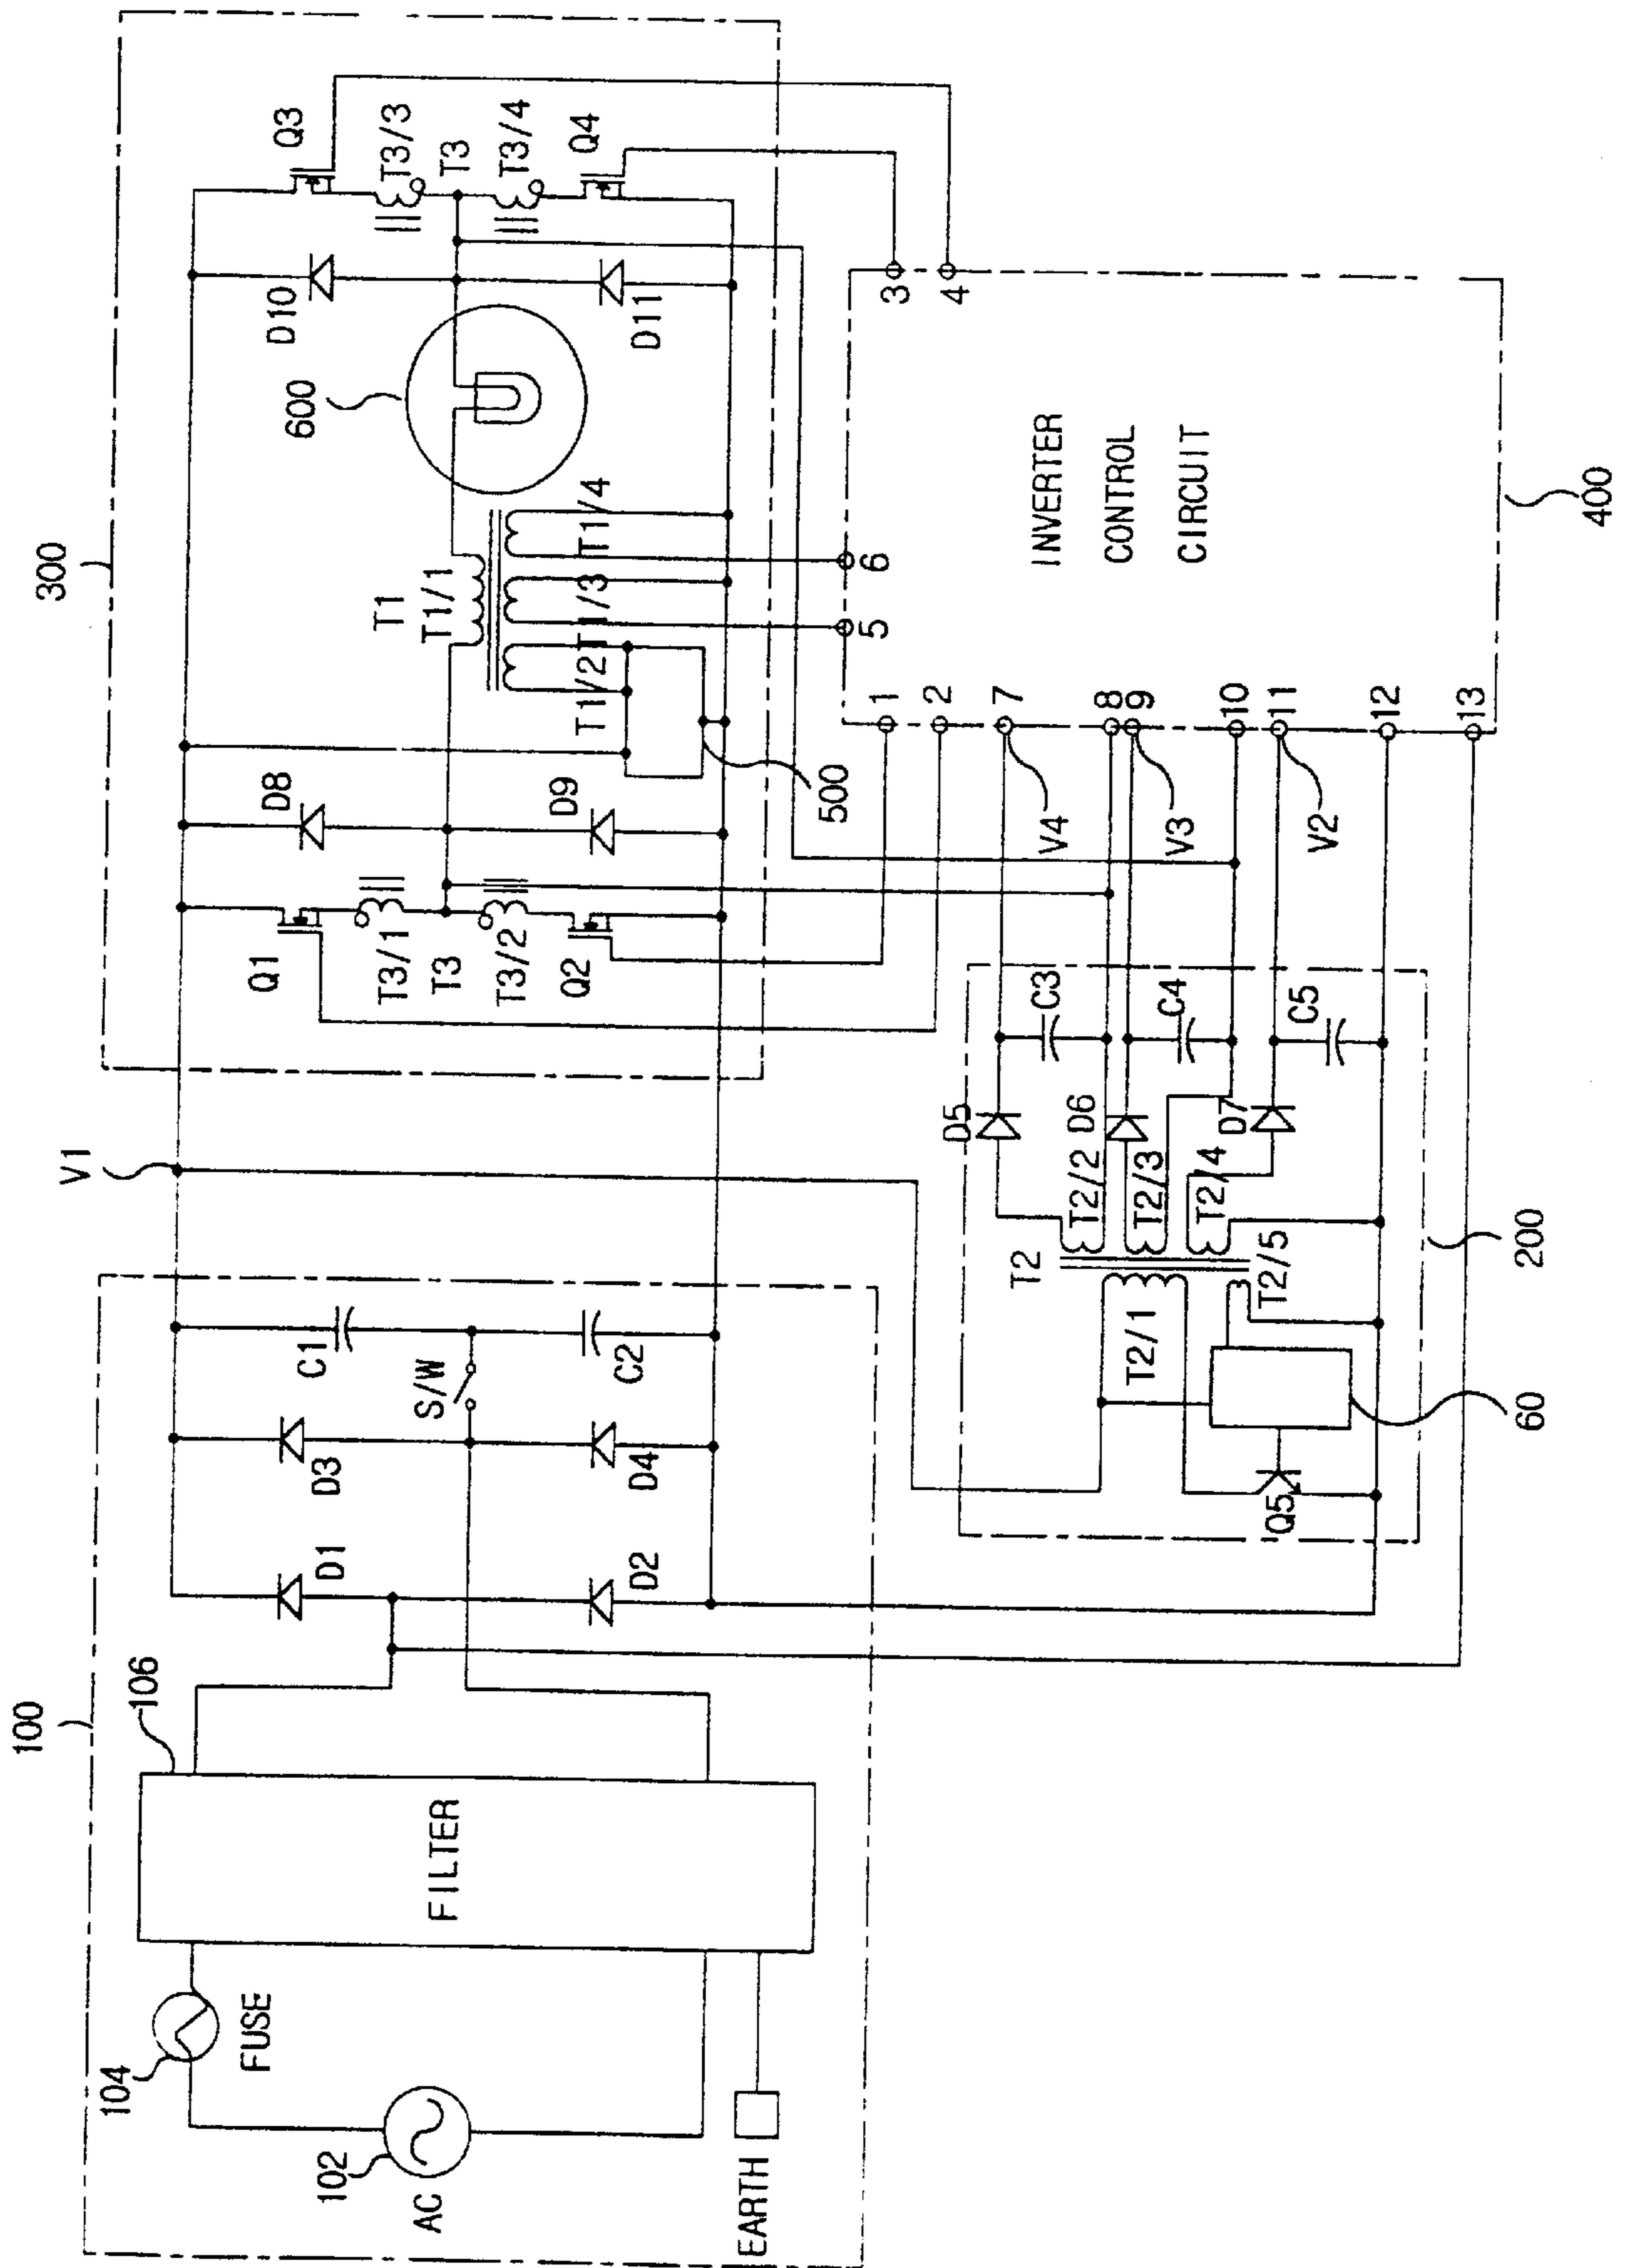 100
102
AC
104
FUSE
EARTH
106
FILTER
D1
D2
D3
D4
S/W
C1
C2
V1
300
Q1
T3/1
T3
T3/2
Q2
D8
D9
500
T1
T1/1
T1/2
T1/3
T1/4
600
D10
D11
Q3
T3/3
T3
T3/4
Q4
200
Q5
60
T2/1
T2
T2/5
T2/2
T2/3
T2/4
D5
D6
D7
C3
C4
C5
V4
V3
V2
1
2
7
8
9
10
11
12
13
5
6
3
4
INVERTER
CONTROL
CIRCUIT
400